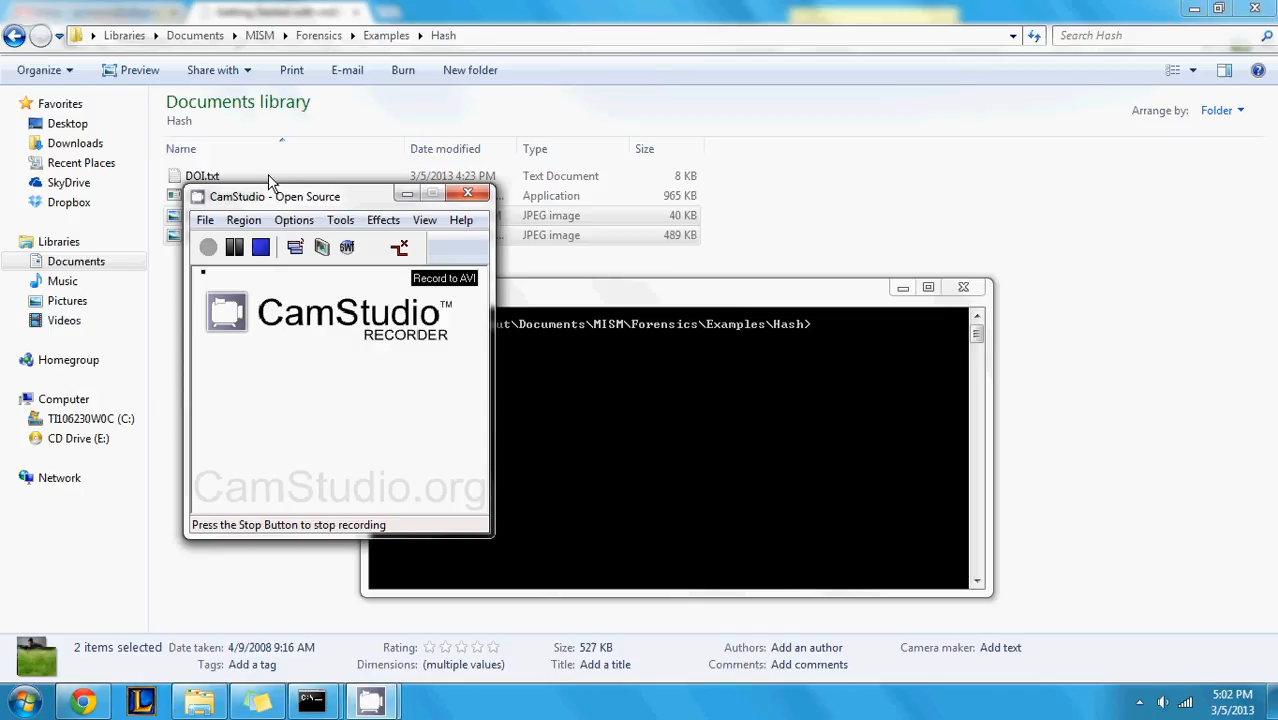 Libraries Documents MISM Forensics Examples Hash
Search Hash
Organize Preview Share with Print E-mail Burn New folder
Favorites
Desktop
Downloads
Recent Places
SkyDrive
Dropbox
Libraries
Documents
Music
Pictures
Videos
Homegroup
Computer
TI106230W0C (C:)
CD Drive (E:)
Network
Documents library
Hash
Arrange by: Folder
Name Date modified Type Size
DOI.txt 3/5/2013 4:23 PM Text Document 8 KB
Application 965 KB
JPEG image 40 KB
JPEG image 489 KB
CamStudio - Open Source
File Region Options Tools Effects View Help
SWF
Record to AVI
CamStudio™
RECORDER
CamStudio.org
Press the Stop Button to stop recording
ut\Documents\MISM\Forensics\Examples\Hash>
2 items selected Date taken: 4/9/2008 9:16 AM Rating: Size: 527 KB Authors: Add an author Camera maker: Add text
Tags: Add a tag Dimensions: (multiple values) Title: Add a title Comments: Add comments
5:02 PM
3/5/2013